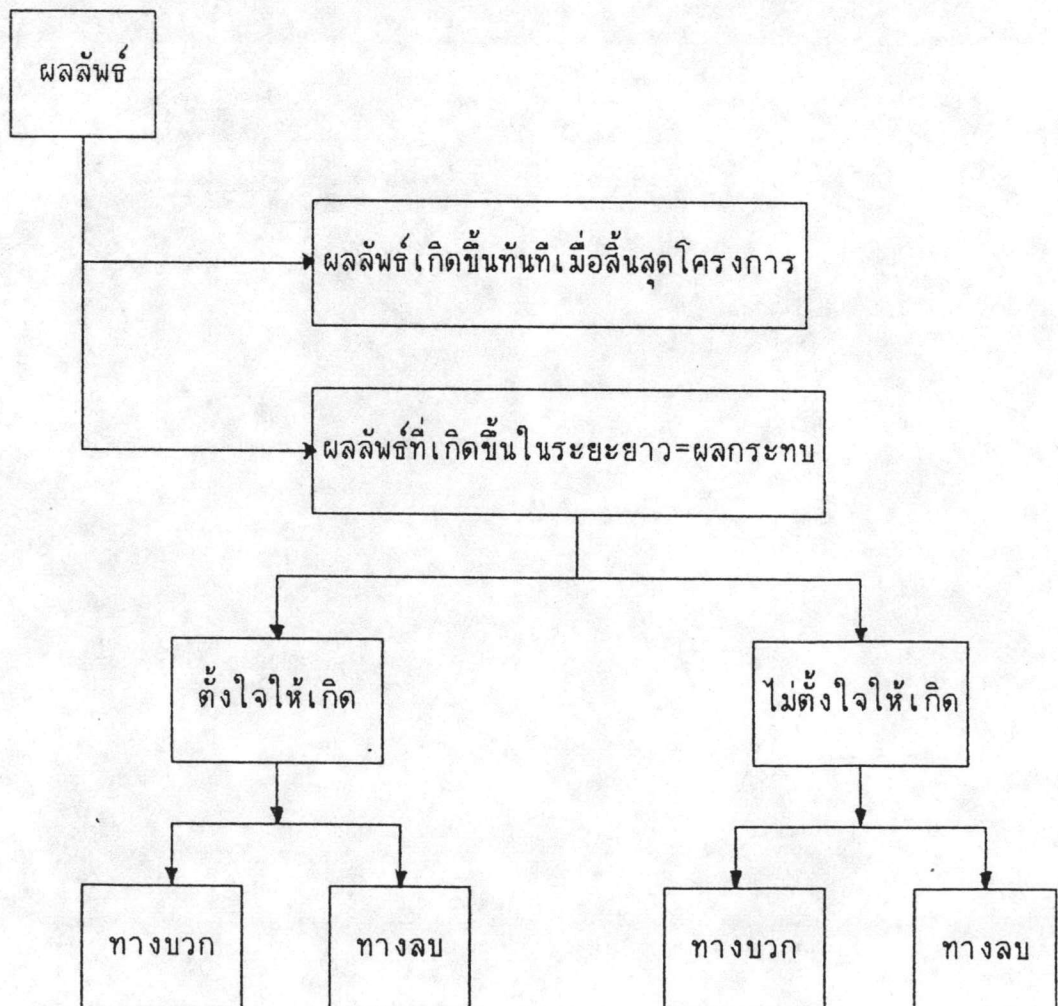 ผลลัพธ์
ผลลัพธ์เกิดขึ้นทันทีเมื่อสิ้นสุดโครงการ
ผลลัพธ์ที่เกิดขึ้นในระยะยาว=ผลกระทบ
ตั้งใจให้เกิด
ไม่ตั้งใจให้เกิด
ทางบวก
ทางลบ
ทางบวก
ทางลบ